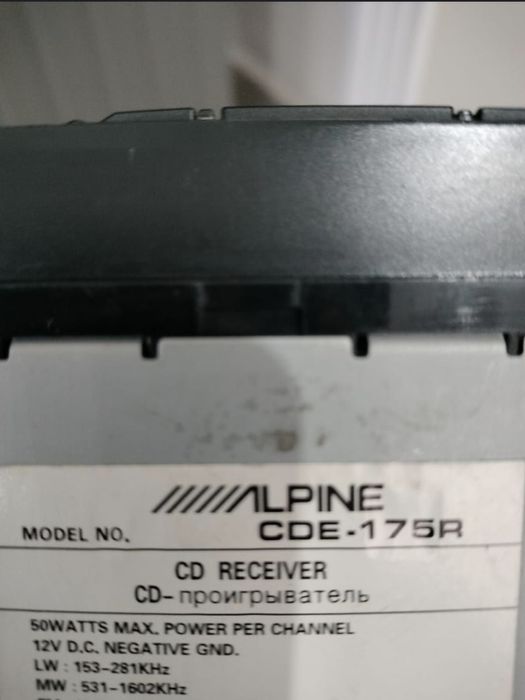 ALPINE
MODEL NO. CDE-175R
CD RECEIVER
CD-проигрыватель
50WATTS MAX. POWER PER CHANNEL
12V D.C. NEGATIVE GND.
LW : 153-281KHz
MW : 531-1602KHz